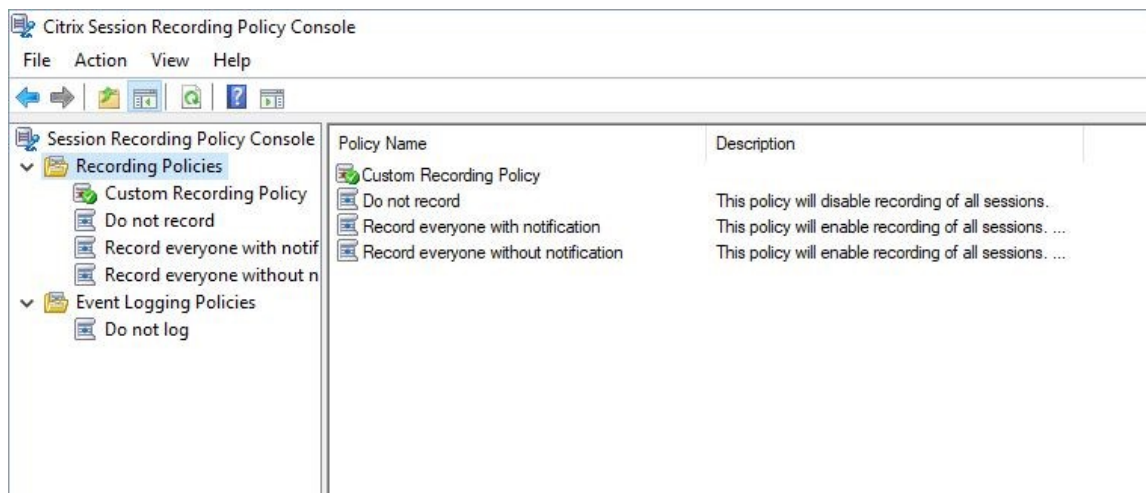 Citrix Session Recording Policy Console
File Action View Help
Session Recording Policy Console
Recording Policies
Custom Recording Policy
Do not record
Record everyone with notif
Record everyone without n
Event Logging Policies
Do not log
Policy Name Description
Custom Recording Policy
Do not record This policy will disable recording of all sessions.
Record everyone with notification This policy will enable recording of all sessions. ...
Record everyone without notification This policy will enable recording of all sessions. ...